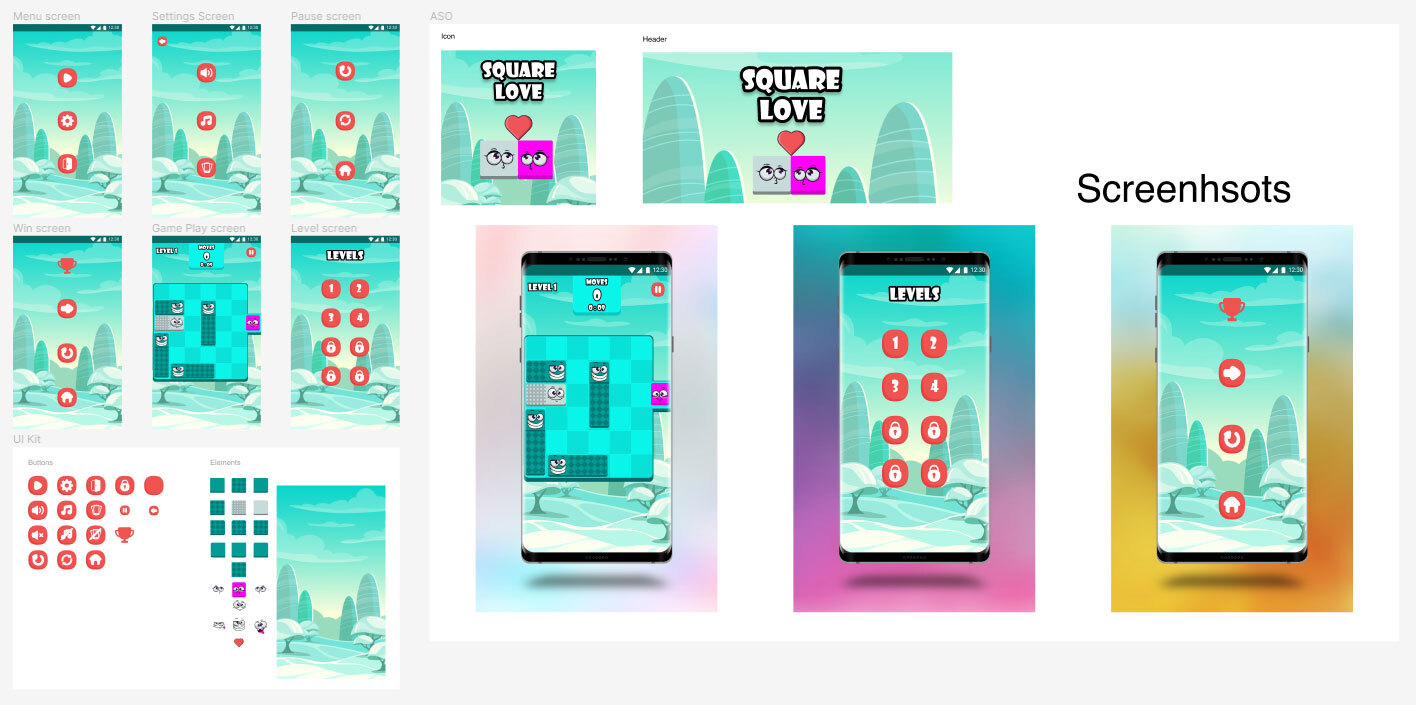 Menu screen
Settings Screen
Pause screen
12:30
12:30
12:30
Win screen
Game Play screen
Level screen
12:30
12:30
12:30
LEVEL:1
MOVES
0
0:09
LEVELS
1 2
3 4
UI Kit
Buttons
Elements
ASO
Icon
SQUARE
LOVE
Header
SQUARE
LOVE
Screenhsots
12:30
LEVEL:1
MOVES
0
0:09
12:30
LEVELS
1 2
3 4
12:30